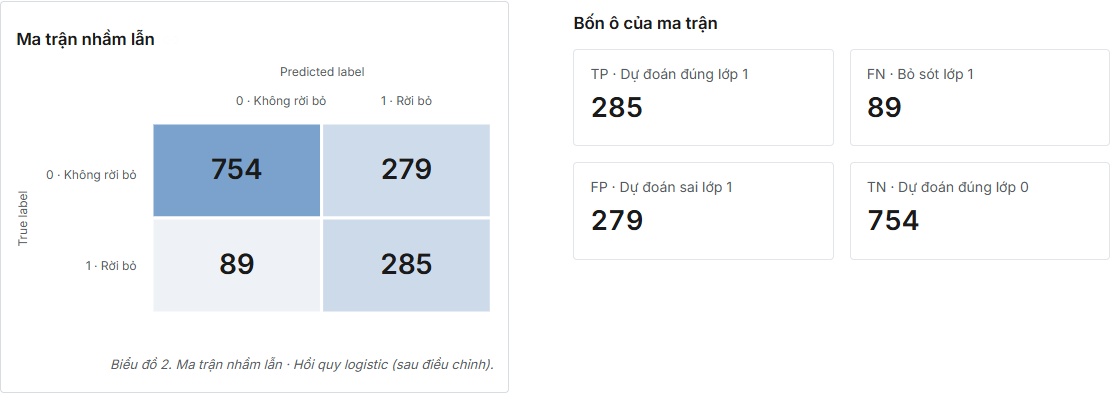 Ma trận nhầm lẫn
Predicted label
0 · Không rời bỏ
1 · Rời bỏ
True label
0 · Không rời bỏ
754
279
1 · Rời bỏ
89
285
Biểu đồ 2. Ma trận nhầm lẫn · Hồi quy logistic (sau điều chỉnh).
Bốn ô của ma trận
TP · Dự đoán đúng lớp 1
285
FN · Bỏ sót lớp 1
89
FP · Dự đoán sai lớp 1
279
TN · Dự đoán đúng lớp 0
754